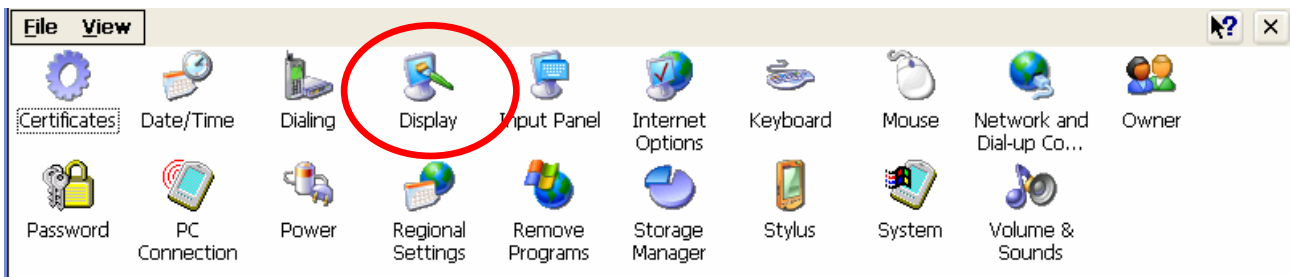 File View
Certificates Date/Time Dialing Display Input Panel Internet Options Keyboard Mouse Network and Dial-up Co... Owner
Password PC Connection Power Regional Settings Remove Programs Storage Manager Stylus System Volume & Sounds